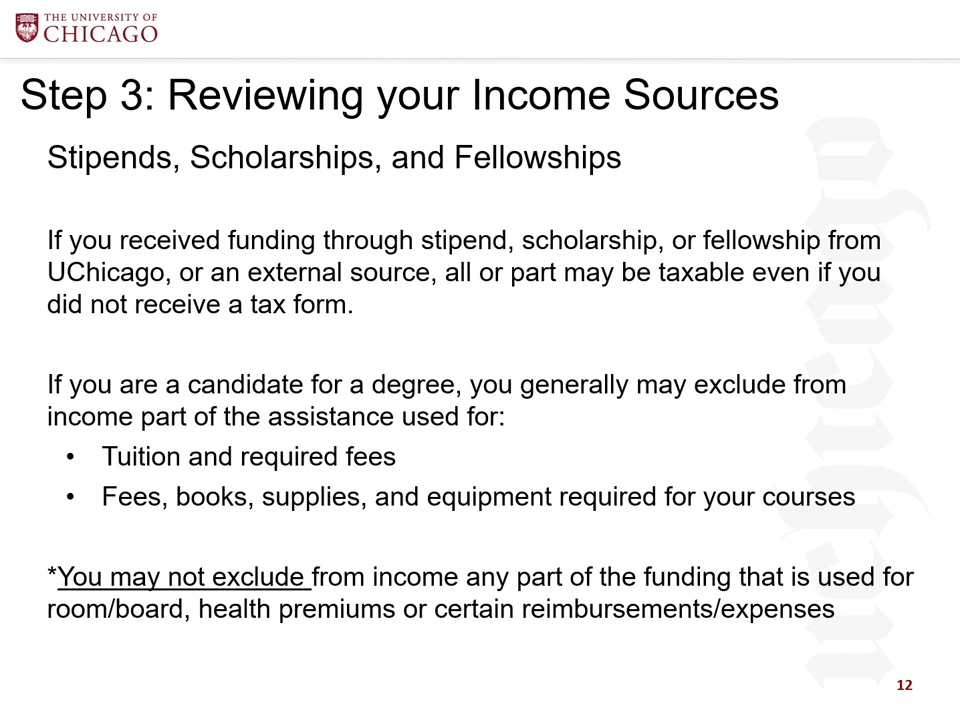 THE UNIVERSITY OF
CHICAGO
Step 3: Reviewing your Income Sources
Stipends, Scholarships, and Fellowships
If you received funding through stipend, scholarship, or fellowship from
UChicago, or an external source, all or part may be taxable even if you
did not receive a tax form.
If you are a candidate for a degree, you generally may exclude from
income part of the assistance used for:
• Tuition and required fees
• Fees, books, supplies, and equipment required for your courses
*You may not exclude from income any part of the funding that is used for
room/board, health premiums or certain reimbursements/expenses
uchicago
12